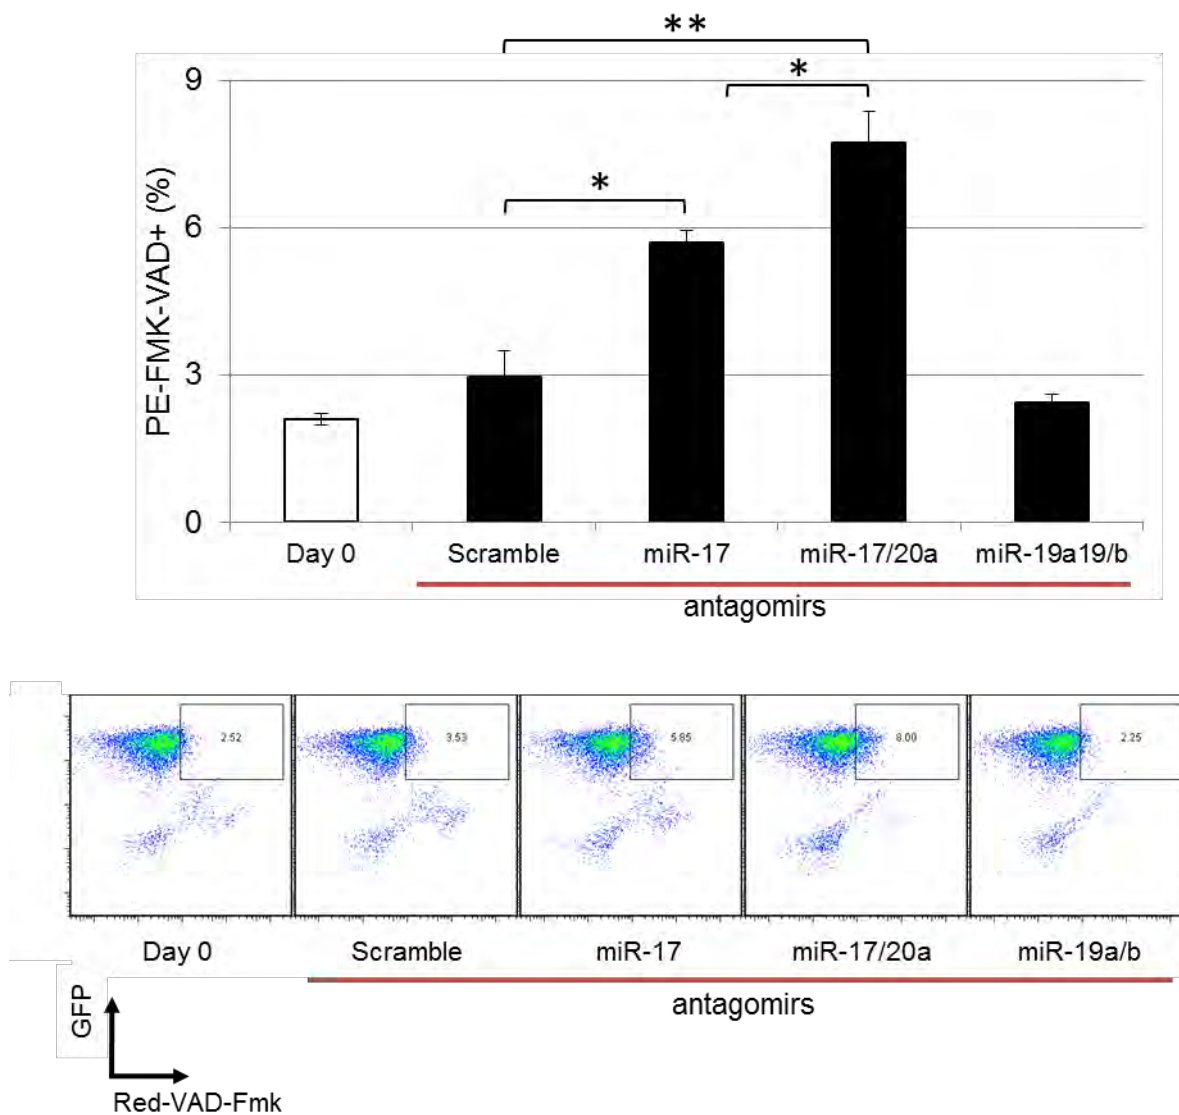 **
*
*
9
6
3
0
PE-FMK-VAD+ (%)
Day 0 Scramble miR-17 miR-17/20a miR-19a19/b
antagomirs
2.52 3.53 5.85 8.00 2.25
Day 0 Scramble miR-17 miR-17/20a miR-19a/b
antagomirs
GFP
Red-VAD-Fmk